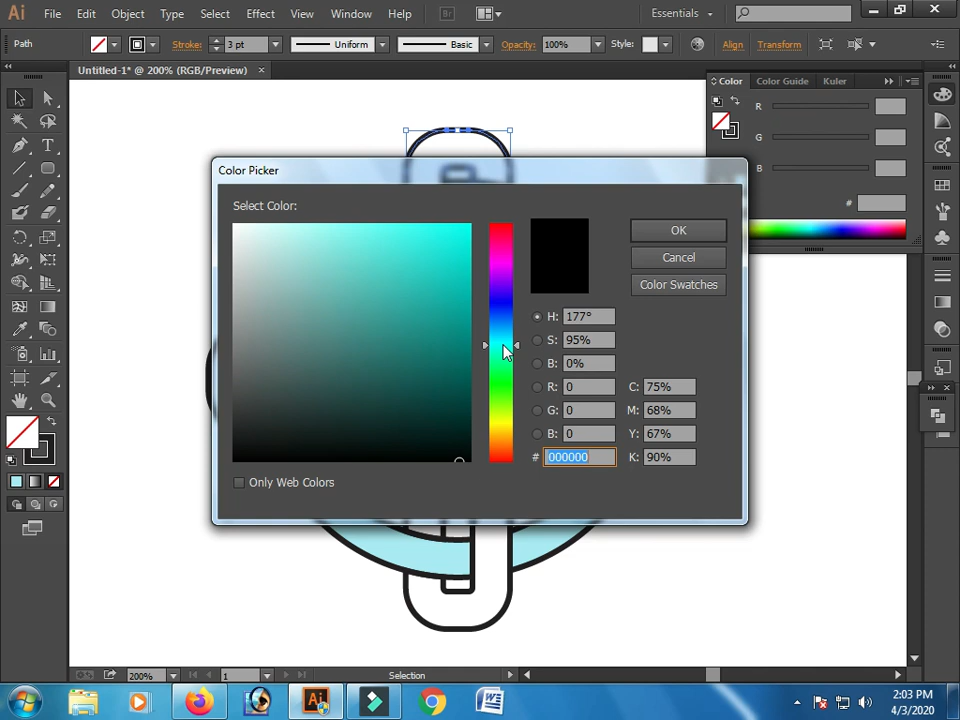 Ai File Edit Object Type Select Effect View Window Help Br Essentials
Path Stroke: 3 pt Uniform Basic Opacity: 100% Style: Align Transform
Untitled-1* @ 200% (RGB/Preview)
Color Color Guide Kuler
R
G
B
#
Color Picker
Select Color:
OK
Cancel
Color Swatches
H: 177°
S: 95%
B: 0%
R: 0 C: 75%
G: 0 M: 68%
B: 0 Y: 67%
# 000000 K: 90%
Only Web Colors
200% 1 Selection
Ai W 2:03 PM
4/3/2020